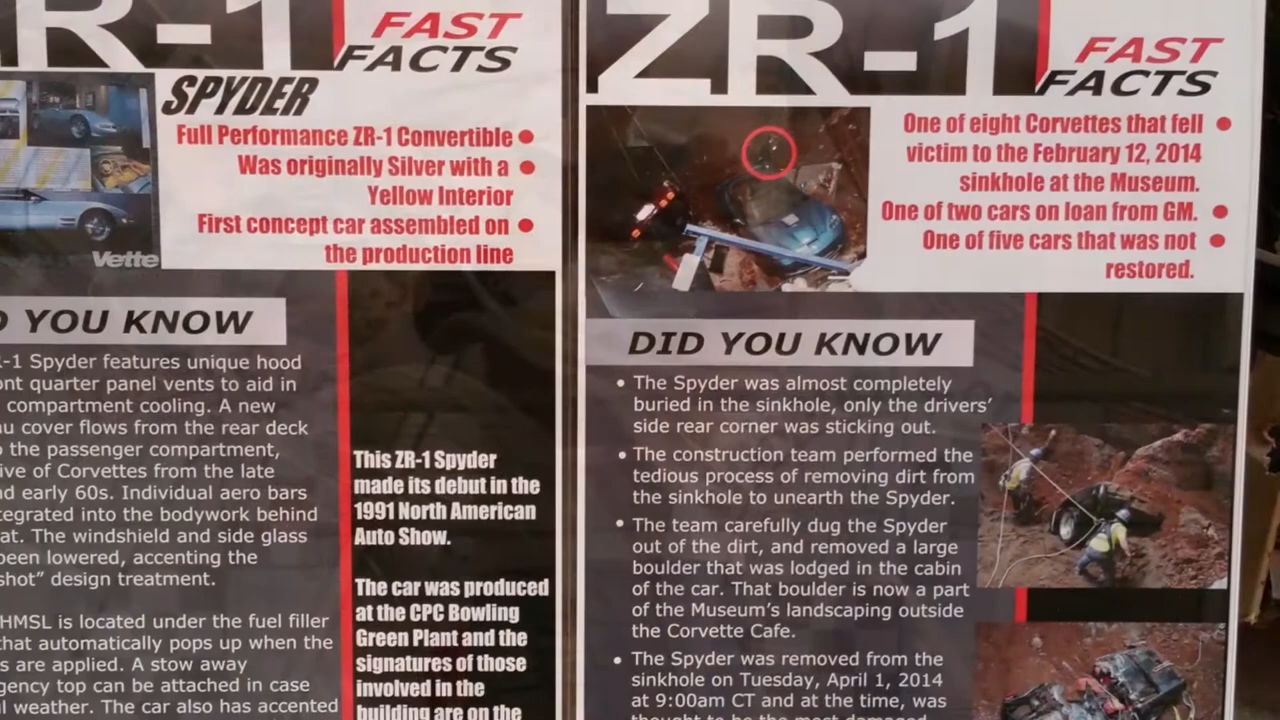 R-1
FAST
FACTS
SPYDER
Full Performance ZR-1 Convertible
Was originally Silver with a
Yellow Interior
First concept car assembled on
the production line
Vette
YOU KNOW
Spyder features unique hood
quarter panel vents to aid in
compartment cooling. A new
cover flows from the rear deck
the passenger compartment,
of Corvettes from the late
early 60s. Individual aero bars
into the bodywork behind
The windshield and side glass
been lowered, accenting the
shot" design treatment.
is located under the fuel filler
that automatically pops up when the
are applied. A stow away
top can be attached in case
weather. The car also has accented
This ZR-1 Spyder
made its debut in the
1991 North American
Auto Show.
The car was produced
at the CPC Bowling
Green Plant and the
signatures of those
involved in the
building are on the
ZR-1
FAST
FACTS
One of eight Corvettes that fell
victim to the February 12, 2014
sinkhole at the Museum.
One of two cars on loan from GM.
One of five cars that was not
restored.
DID YOU KNOW
• The Spyder was almost completely
buried in the sinkhole, only the drivers'
side rear corner was sticking out.
• The construction team performed the
tedious process of removing dirt from
the sinkhole to unearth the Spyder.
• The team carefully dug the Spyder
out of the dirt, and removed a large
boulder that was lodged in the cabin
of the car. That boulder is now a part
of the Museum's landscaping outside
the Corvette Cafe.
• The Spyder was removed from the
sinkhole on Tuesday, April 1, 2014
at 9:00am CT and at the time, was
thought to be the most damaged